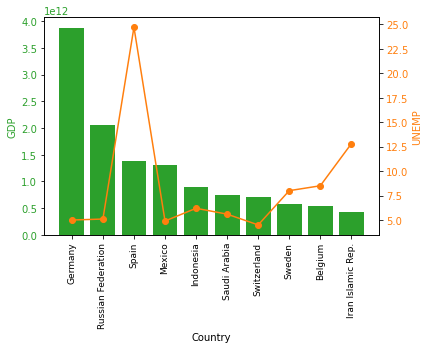 1e12
4.0
3.5
3.0
2.5
2.0
1.5
1.0
0.5
0.0
GDP
25.0
22.5
20.0
17.5
15.0
12.5
10.0
7.5
5.0
UNEMP
Germany
Russian Federation
Spain
Mexico
Indonesia
Saudi Arabia
Switzerland
Sweden
Belgium
Iran Islamic Rep.
Country